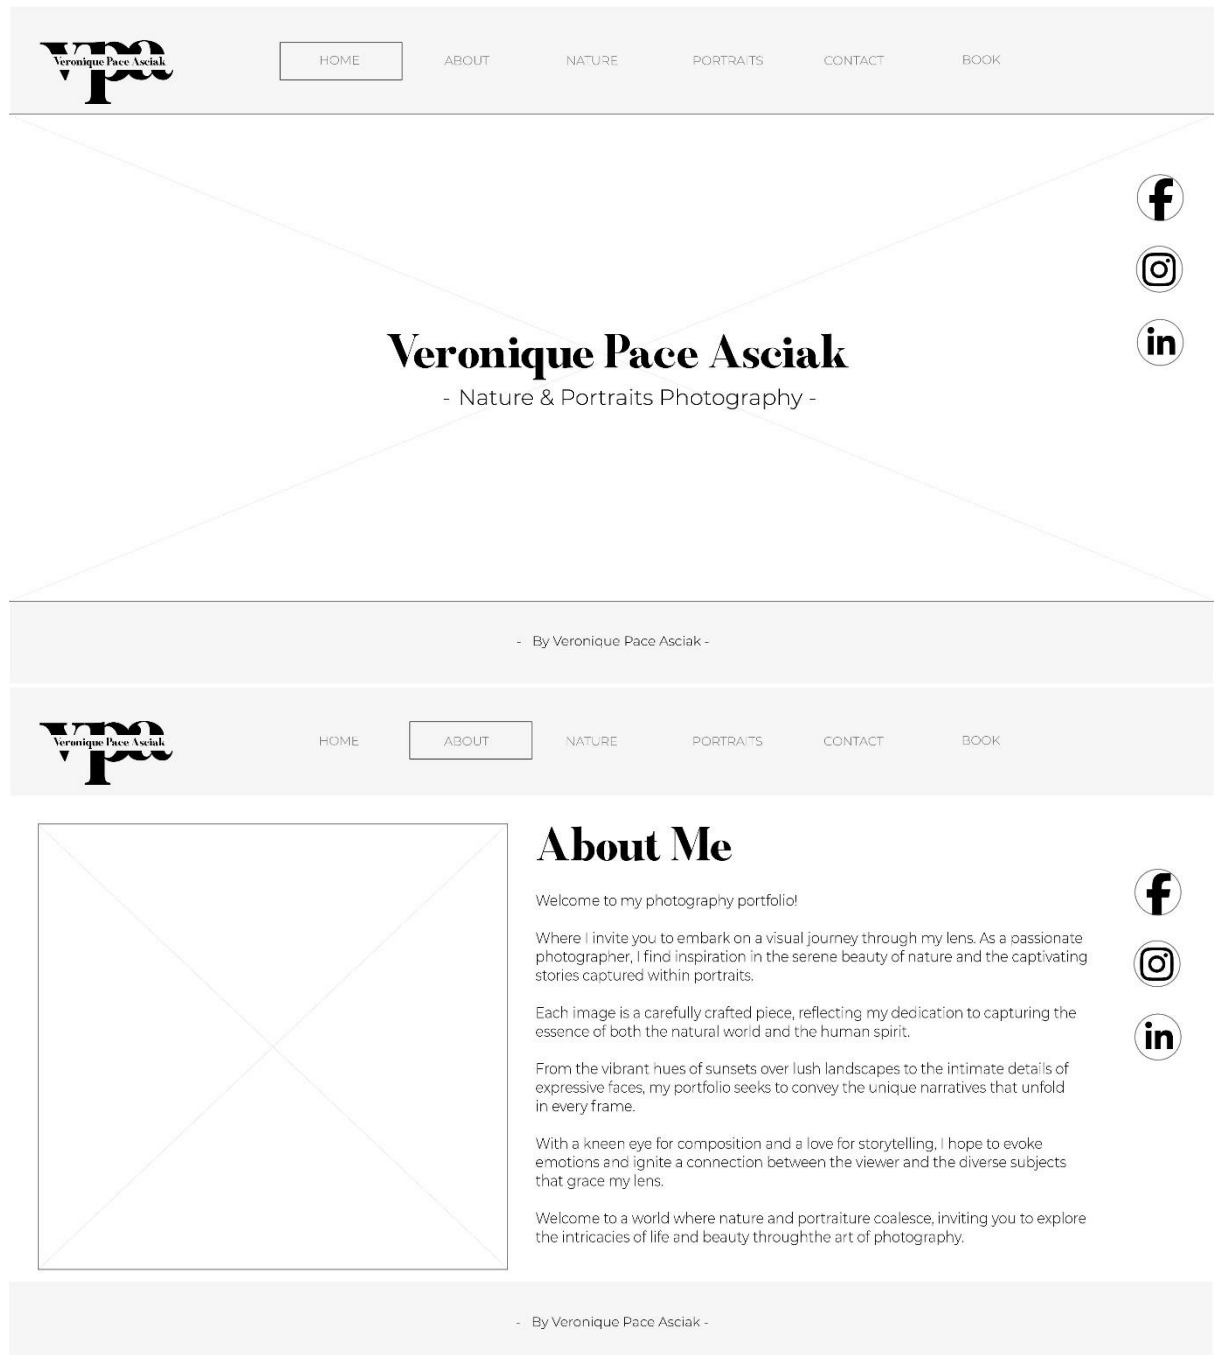 vpa
Veronique Pace Asciak
HOME
ABOUT
NATURE
PORTRAITS
CONTACT
BOOK
Veronique Pace Asciak
- Nature & Portraits Photography -
- By Veronique Pace Asciak -
vpa
Veronique Pace Asciak
HOME
ABOUT
NATURE
PORTRAITS
CONTACT
BOOK
About Me
Welcome to my photography portfolio!
Where I invite you to embark on a visual journey through my lens. As a passionate
photographer, I find inspiration in the serene beauty of nature and the captivating
stories captured within portraits.
Each image is a carefully crafted piece, reflecting my dedication to capturing the
essence of both the natural world and the human spirit.
From the vibrant hues of sunsets over lush landscapes to the intimate details of
expressive faces, my portfolio seeks to convey the unique narratives that unfold
in every frame.
With a kneen eye for composition and a love for storytelling, I hope to evoke
emotions and ignite a connection between the viewer and the diverse subjects
that grace my lens.
Welcome to a world where nature and portraiture coalesce, inviting you to explore
the intricacies of life and beauty throughthe art of photography.
- By Veronique Pace Asciak -